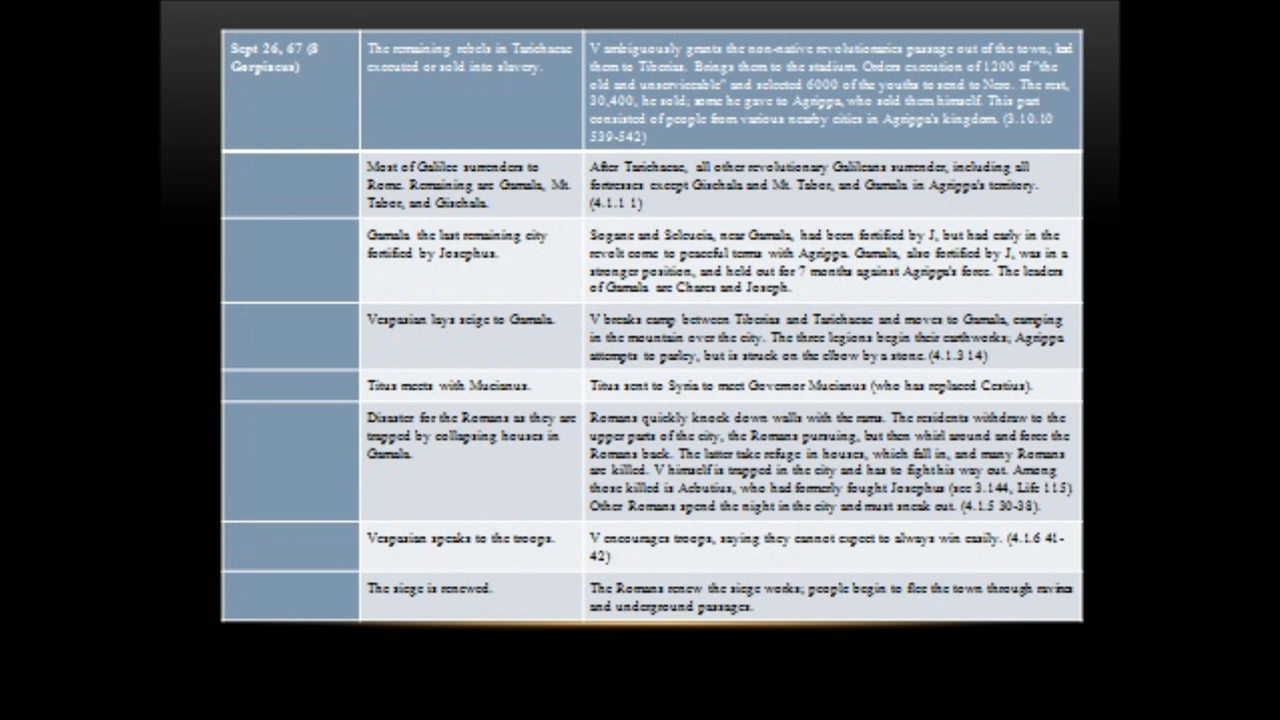 Sept 26, 67 (8
Gorpiaeus)
The remaining rebels in Tarichaeae
executed or sold into slavery.
V ambiguously grants the non-native revolutionaries passage out of the town; led
them to Tiberias. Brings them to the stadium. Orders execution of 1200 of "the
old and unserviceable" and selected 6000 of the youths to send to Nero. The rest,
30,400, he sold; some he gave to Agrippa, who sold them himself. This part
consisted of people from various nearby cities in Agrippa's kingdom. (3.10.10
539-542)
Most of Galilee surrenders to
Rome. Remaining are Gamala, Mt.
Tabor, and Gischala.
After Tarichaeae, all other revolutionary Galileans surrender, including all
fortresses except Gischala and Mt. Tabor, and Gamala in Agrippa's territory.
(4.1.1 1)
Gamala the last remaining city
fortified by Josephus.
Sogane and Seleucia, near Gamala, had been fortified by J, but had early in the
revolt come to peaceful terms with Agrippa. Gamala, also fortified by J, was in a
stronger position, and held out for 7 months against Agrippa's force. The leaders
of Gamala are Chares and Joseph.
Vespasian lays seige to Gamala.
V breaks camp between Tiberias and Tarichaeae and moves to Gamala, camping
in the mountain over the city. The three legions begin their earthworks; Agrippa
attempts to parley, but is struck on the elbow by a stone. (4.1.3 14)
Titus meets with Mucianus.
Titus sent to Syria to meet Governor Mucianus (who has replaced Cestius).
Disaster for the Romans as they are
trapped by collapsing houses in
Gamala.
Romans quickly knock down walls with the rams. The residents withdraw to the
upper parts of the city, the Romans pursuing, but then whirl around and force the
Romans back. The latter take refuge in houses, which fall in, and many Romans
are killed. V himself is trapped in the city and has to fight his way out. Among
those killed is Aebutius, who had formerly fought Josephus (see 3.144, Life 115)
Other Romans spend the night in the city and must sneak out. (4.1.5 30-38).
Vespasian speaks to the troops.
V encourages troops, saying they cannot expect to always win easily. (4.1.6 41-
42)
The siege is renewed.
The Romans renew the siege works; people begin to flee the town through ravines
and underground passages.